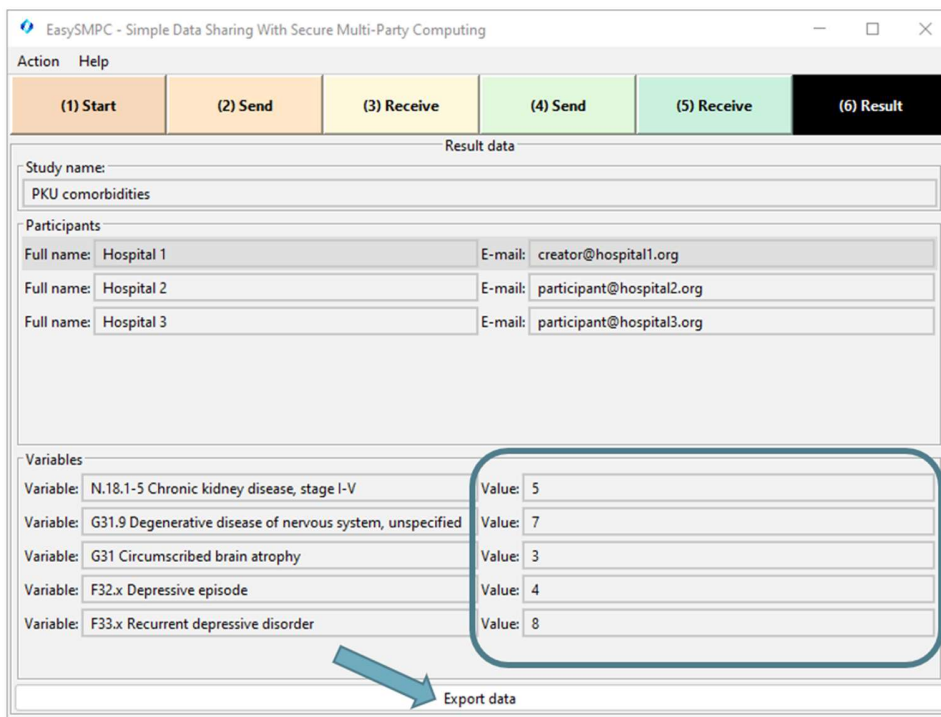 EasySMPC - Simple Data Sharing With Secure Multi-Party Computing
Action Help
(1) Start (2) Send (3) Receive (4) Send (5) Receive (6) Result
Result data
Study name:
PKU comorbidities
Participants
Full name: Hospital 1 E-mail: creator@hospital1.org
Full name: Hospital 2 E-mail: participant@hospital2.org
Full name: Hospital 3 E-mail: participant@hospital3.org
Variables
Variable: N.18.1-5 Chronic kidney disease, stage I-V Value: 5
Variable: G31.9 Degenerative disease of nervous system, unspecified Value: 7
Variable: G31 Circumscribed brain atrophy Value: 3
Variable: F32.x Depressive episode Value: 4
Variable: F33.x Recurrent depressive disorder Value: 8
Export data